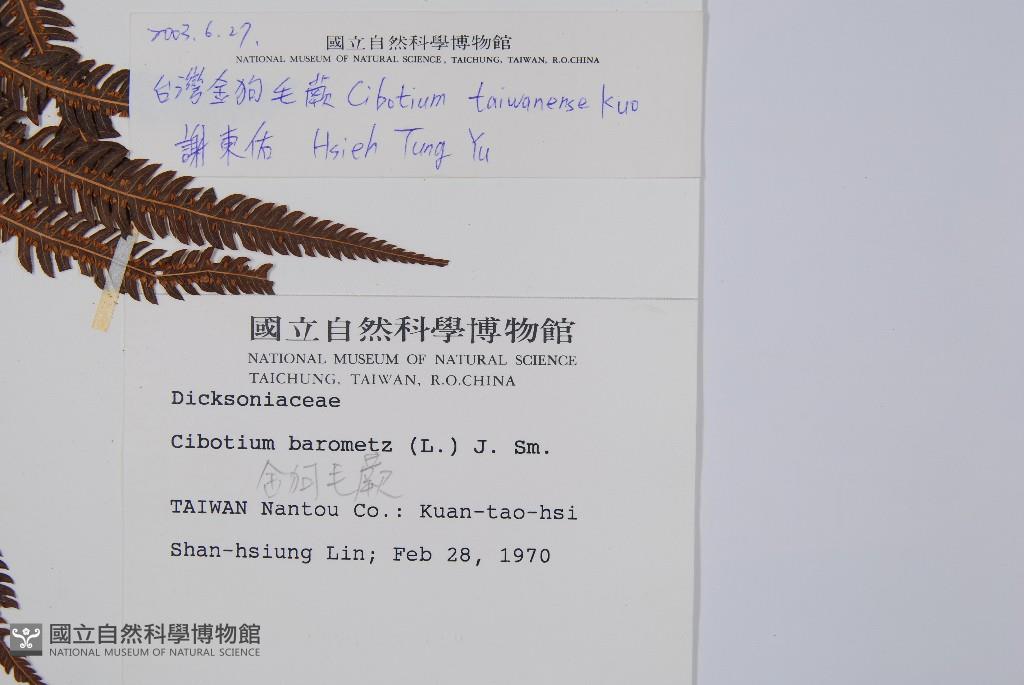 2003.6.27.
國立自然科學博物館
NATIONAL MUSEUM OF NATURAL SCIENCE, TAICHUNG, TAIWAN, R.O.CHINA
台灣金狗毛蕨 Cibotium taiwanense Kuo
謝東佑 Hsieh Tung Yu
國立自然科學博物館
NATIONAL MUSEUM OF NATURAL SCIENCE
TAICHUNG, TAIWAN, R.O.CHINA
Dicksoniaceae
Cibotium barometz (L.) J. Sm.
金狗毛蕨
TAIWAN Nantou Co.: Kuan-tao-hsi
Shan-hsiung Lin; Feb 28, 1970
國立自然科學博物館
NATIONAL MUSEUM OF NATURAL SCIENCE